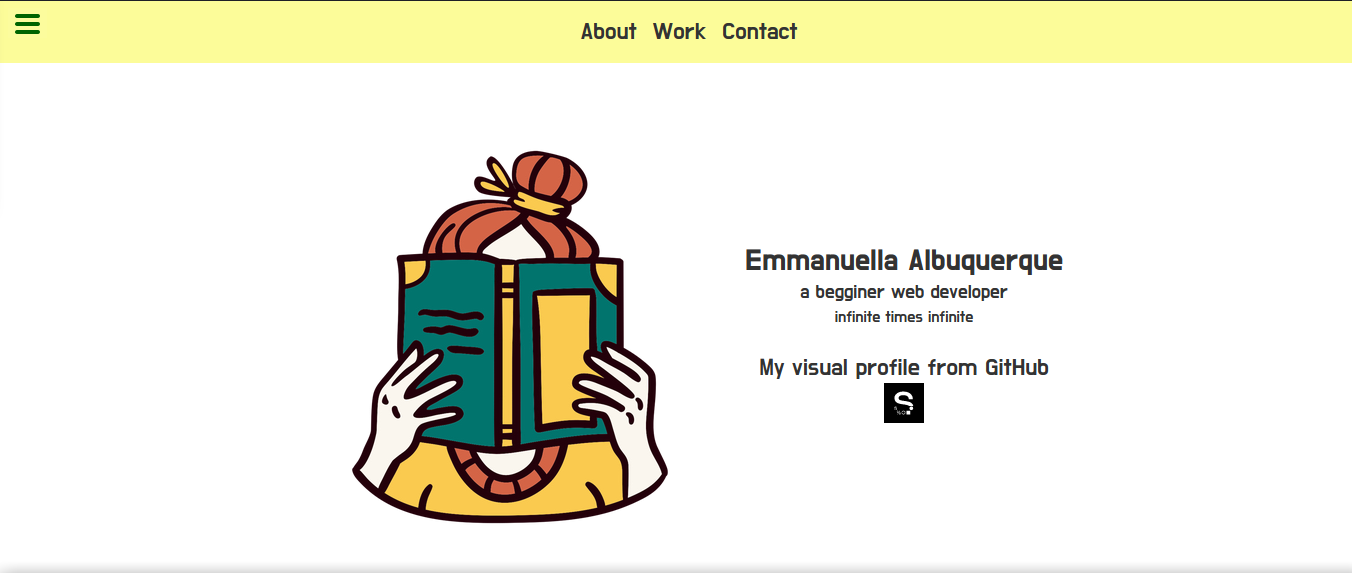 About Work Contact
Emmanuella Albuquerque
a begginer web developer
infinite times infinite
My visual profile from GitHub
S